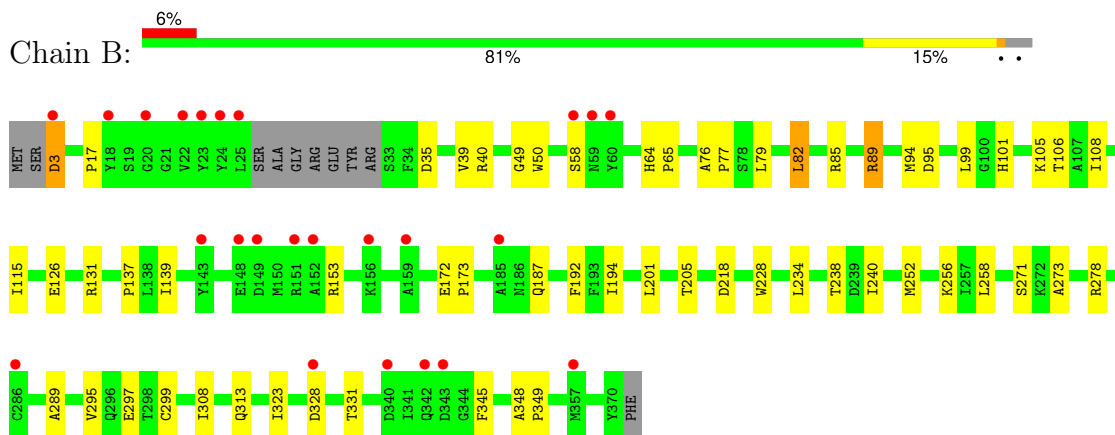 6%
Chain B:
81% 15% • •
MET SER D3 P17 Y18 S19 G20 G21 V22 Y23 Y24 L25 SER ALA GLY ARG GLU TYR ARG S33 F34 D35 V39 R40 G49 W50 S58 N59 Y60 H64 P65 A76 P77 S78 L79 L82 R85 R89 M94 D95 L99 G100 H101 K105 T106 A107 I108
I115 E126 R131 P137 L138 I139 Y143 E148 D149 M150 R151 A152 R153 K156 A159 E172 P173 A185 N186 Q187 F192 F193 I194 L201 T205 D218 W228 L234 T238 D239 I240 M252 K256 I257 L258 S271 K272 A273 R278
C286 A289 V295 Q296 E297 T298 C299 I308 Q313 I323 D328 T331 D340 I341 Q342 D343 G344 F345 A348 P349 M357 Y370 PHE